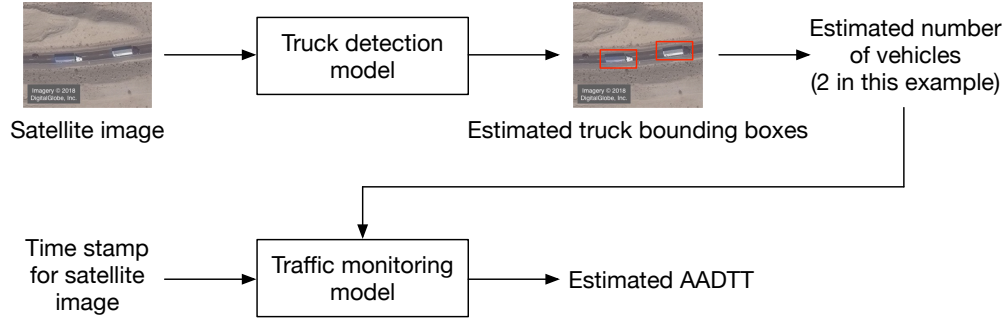 Truck detection
model
Estimated number
of vehicles
(2 in this example)
Imagery © 2018
DigitalGlobe, Inc.
Imagery © 2018
DigitalGlobe, Inc.
Satellite image
Estimated truck bounding boxes
Time stamp
for satellite
image
Traffic monitoring
model
Estimated AADTT